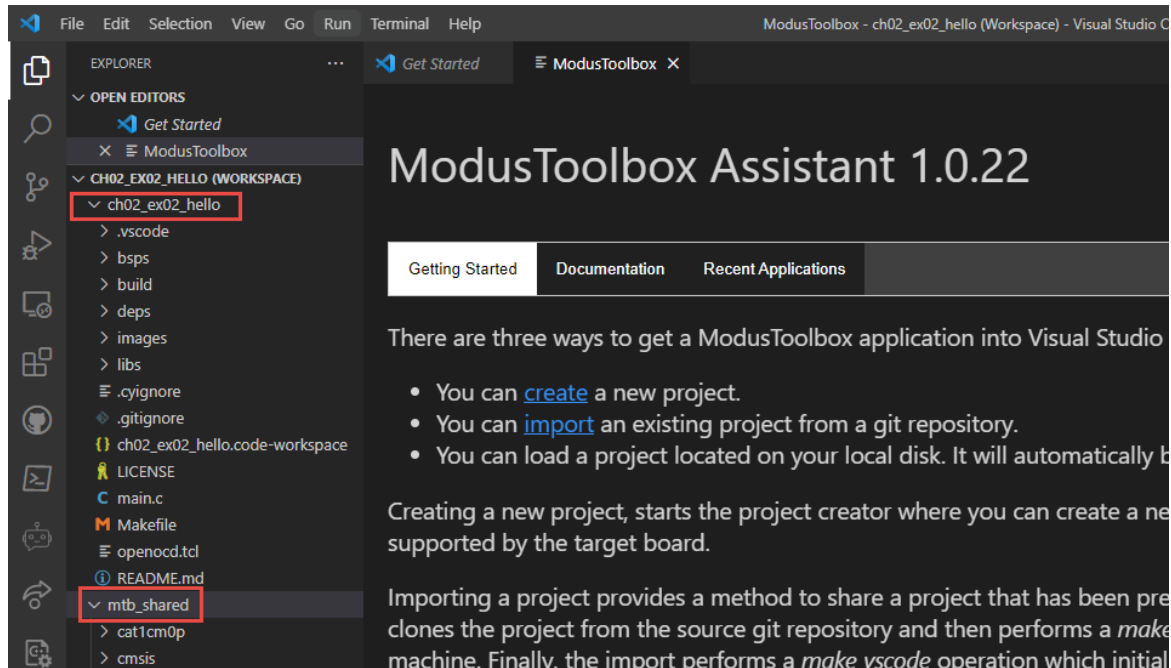 File Edit Selection View Go Run Terminal Help
ModusToolbox - ch02_ex02_hello (Workspace) - Visual Studio C
EXPLORER
OPEN EDITORS
Get Started
ModusToolbox
CH02_EX02_HELLO (WORKSPACE)
ch02_ex02_hello
.vscode
bsps
build
deps
images
libs
.cyignore
.gitignore
ch02_ex02_hello.code-workspace
LICENSE
main.c
Makefile
openocd.tcl
README.md
mtb_shared
cat1cm0p
cmsis
Get Started
ModusToolbox
ModusToolbox Assistant 1.0.22
Getting Started Documentation Recent Applications
There are three ways to get a ModusToolbox application into Visual Studio
• You can create a new project.
• You can import an existing project from a git repository.
• You can load a project located on your local disk. It will automatically b
Creating a new project, starts the project creator where you can create a ne
supported by the target board.
Importing a project provides a method to share a project that has been pre
clones the project from the source git repository and then performs a make
machine. Finally, the import performs a make vscode operation which initial